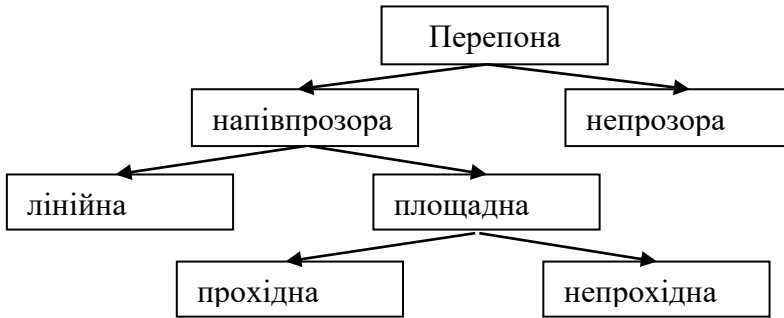 Перепона
напівпрозора
непрозора
лінійна
площадна
прохідна
непрохідна